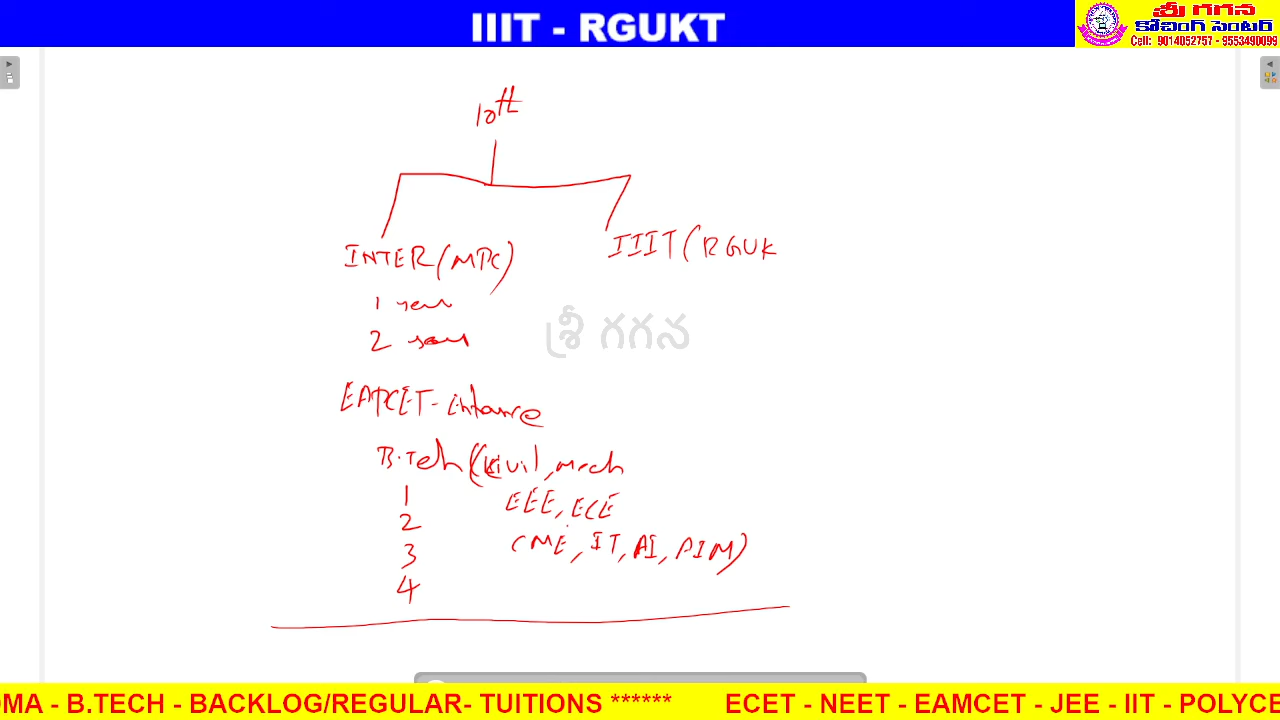 IIIT - RGUKT
శ్రీ గగన
కోచింగ్ సెంటర్
Cell: 9014052757 - 9553490099
10th
INTER (MPC)
IIIT (RGUK
1 year
2 year
శ్రీ గగన
EAPCET - Entrance
B.Tech (Civil, Mech
1
EEE, ECE
2
CME, IT, AI, AIM)
3
4
OMA - B.TECH - BACKLOG/REGULAR- TUITIONS ****** ECET - NEET - EAMCET - JEE - IIT - POLYCE